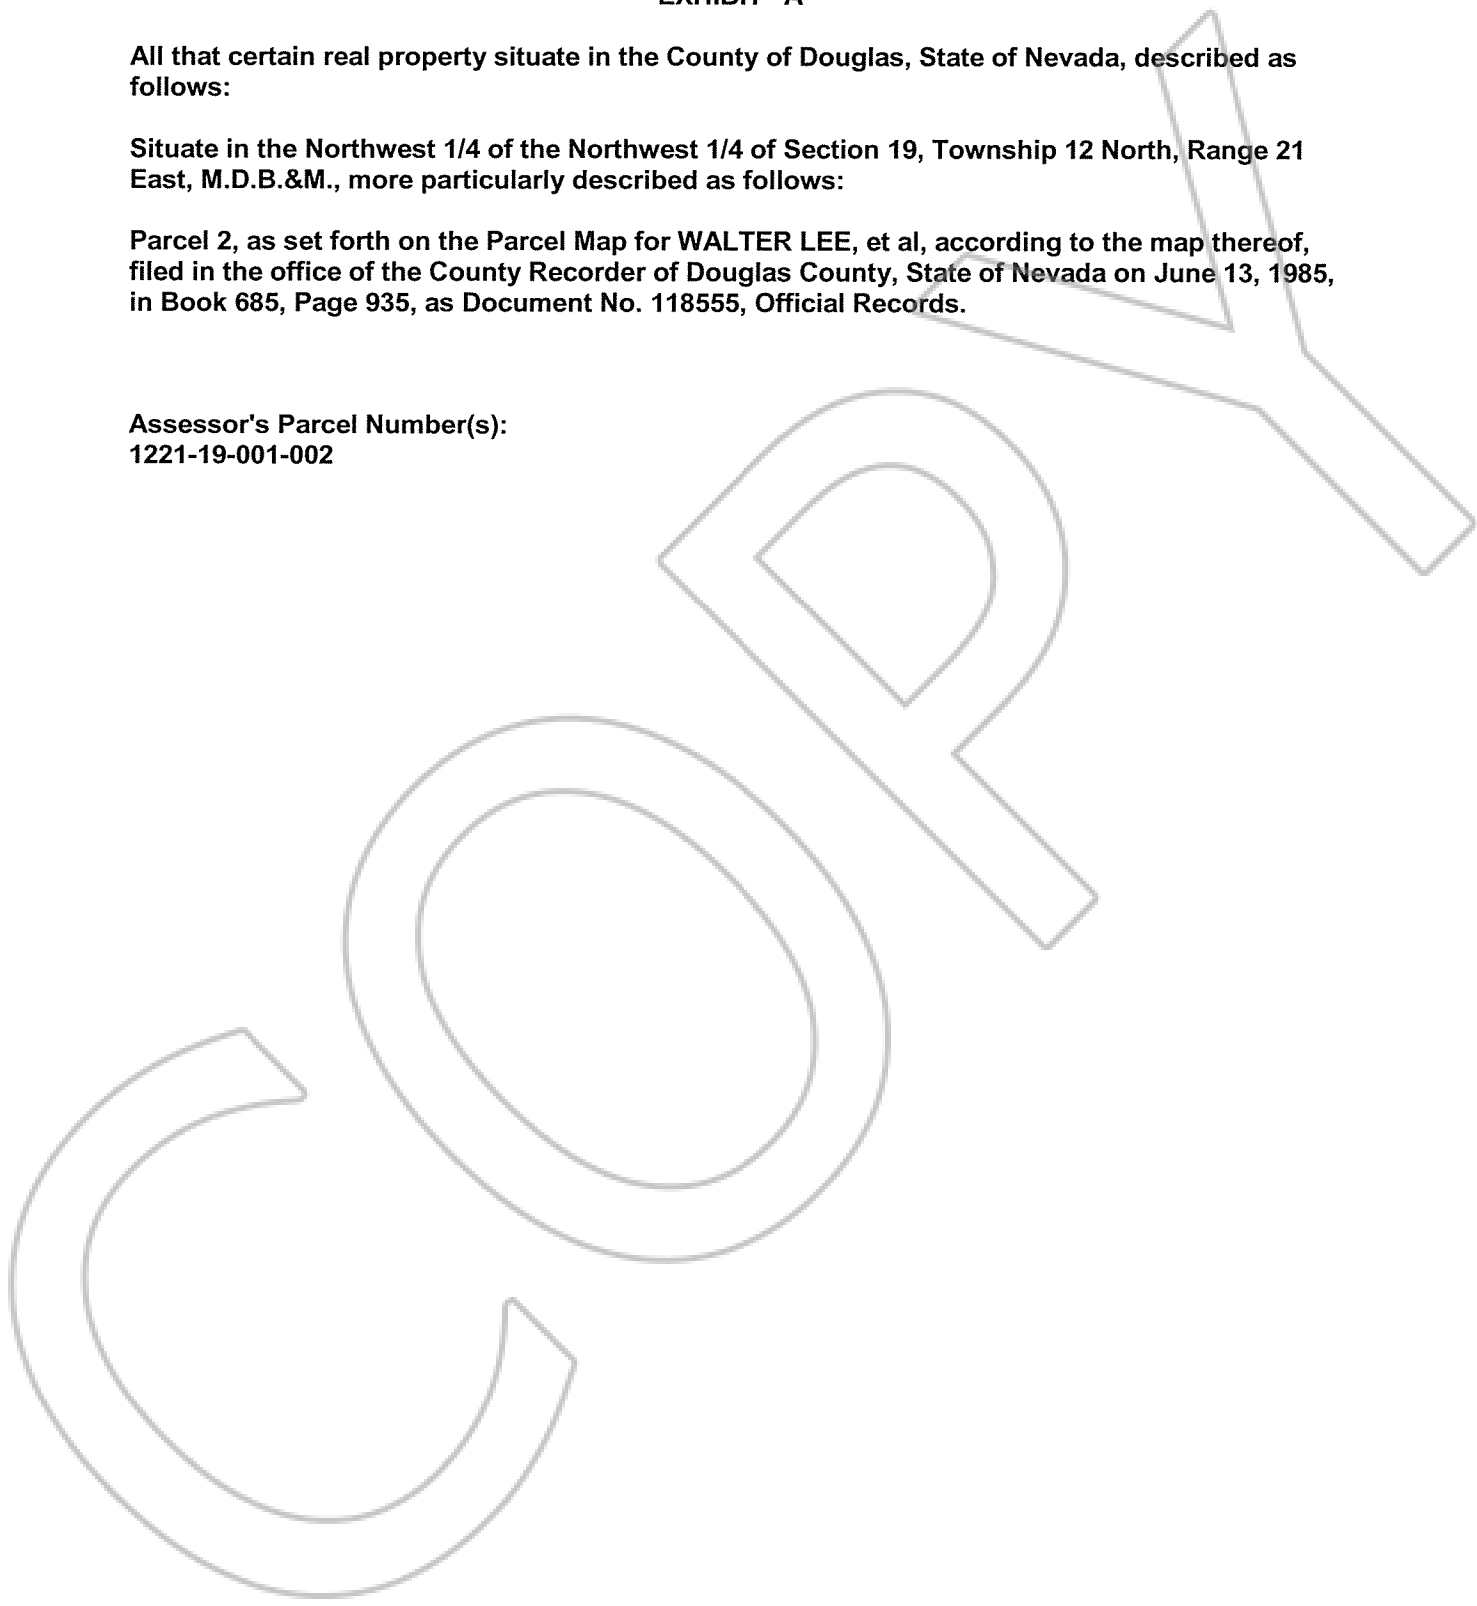 EXHIBIT "A"
All that certain real property situate in the County of Douglas, State of Nevada, described as
follows:
Situate in the Northwest 1/4 of the Northwest 1/4 of Section 19, Township 12 North, Range 21
East, M.D.B.&M., more particularly described as follows:
Parcel 2, as set forth on the Parcel Map for WALTER LEE, et al, according to the map thereof,
filed in the office of the County Recorder of Douglas County, State of Nevada on June 13, 1985,
in Book 685, Page 935, as Document No. 118555, Official Records.
Assessor's Parcel Number(s):
1221-19-001-002
COPY